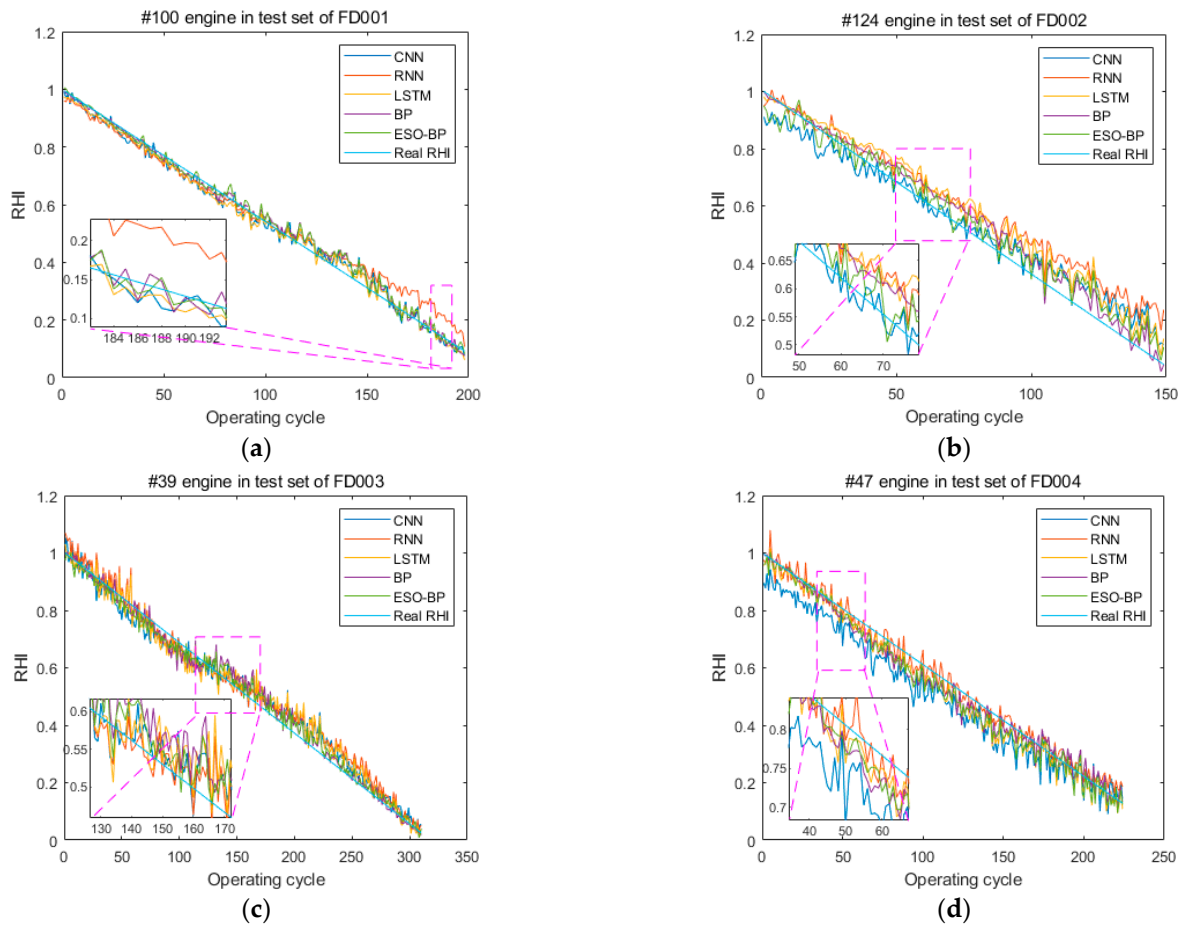 #100 engine in test set of FD001
1.2
1
0.8
0.6
0.4
0.2
0
RHI
CNN
RNN
LSTM
BP
ESO-BP
Real RHI
0.2
0.15
0.1
184 186 188 190 192
0 50 100 150 200
Operating cycle
(a)
#124 engine in test set of FD002
1.2
1
0.8
0.6
0.4
0.2
0
RHI
CNN
RNN
LSTM
BP
ESO-BP
Real RHI
0.65
0.6
0.55
0.5
50 60 70
0 50 100 150
Operating cycle
(b)
#39 engine in test set of FD003
1.2
1
0.8
0.6
0.4
0.2
0
RHI
CNN
RNN
LSTM
BP
ESO-BP
Real RHI
0.6
0.55
0.5
130 140 150 160 170
0 50 100 150 200 250 300 350
Operating cycle
(c)
#47 engine in test set of FD004
1.2
1
0.8
0.6
0.4
0.2
0
RHI
CNN
RNN
LSTM
BP
ESO-BP
Real RHI
0.8
0.75
0.7
40 50 60
0 50 100 150 200 250
Operating cycle
(d)